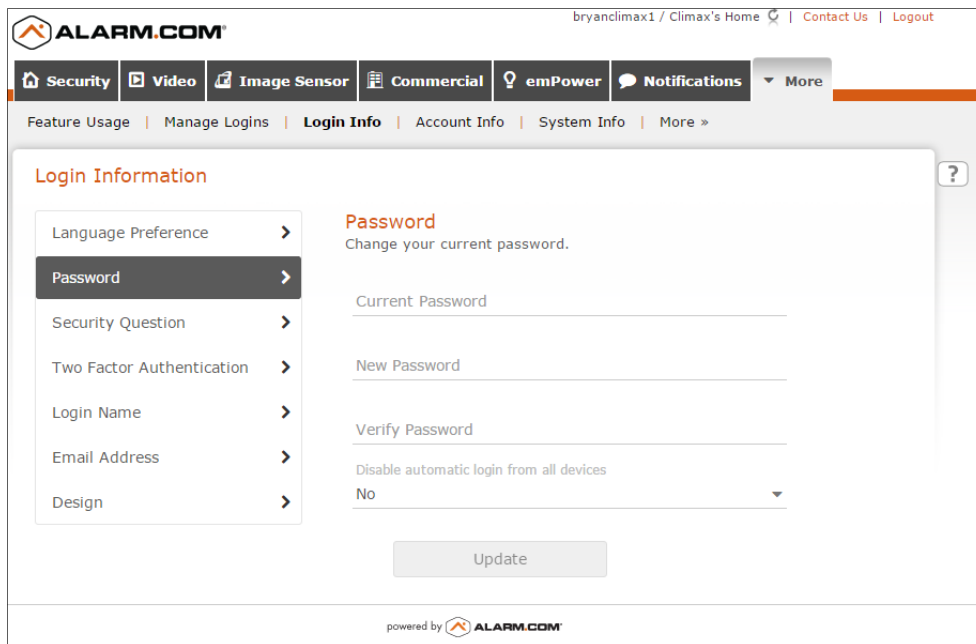 bryanclimax1 / Climax's Home | Contact Us | Logout
ALARM.COM
Security Video Image Sensor Commercial emPower Notifications More
Feature Usage | Manage Logins | Login Info | Account Info | System Info | More »
Login Information
?
Language Preference
Password
Security Question
Two Factor Authentication
Login Name
Email Address
Design
Password
Change your current password.
Current Password
New Password
Verify Password
Disable automatic login from all devices
No
Update
powered by ALARM.COM